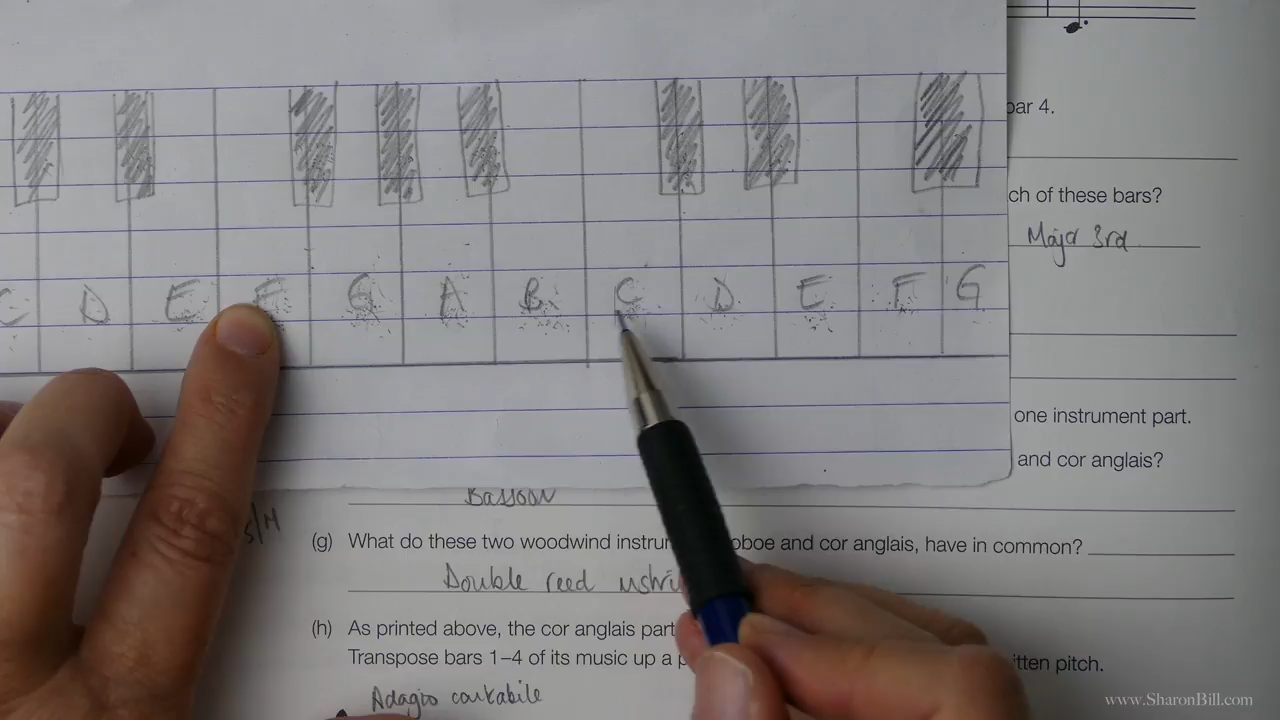 bar 4.
ch of these bars?
Major 3rd
C D E F G A B C D E F G
one instrument part.
and cor anglais?
Bassoon
S/H
(g) What do these two woodwind instrum oboe and cor anglais, have in common?
Double reed
(h) As printed above, the cor anglais part
Transpose bars 1–4 of its music up a p itten pitch.
Adagio cantabile
www.SharonBill.com